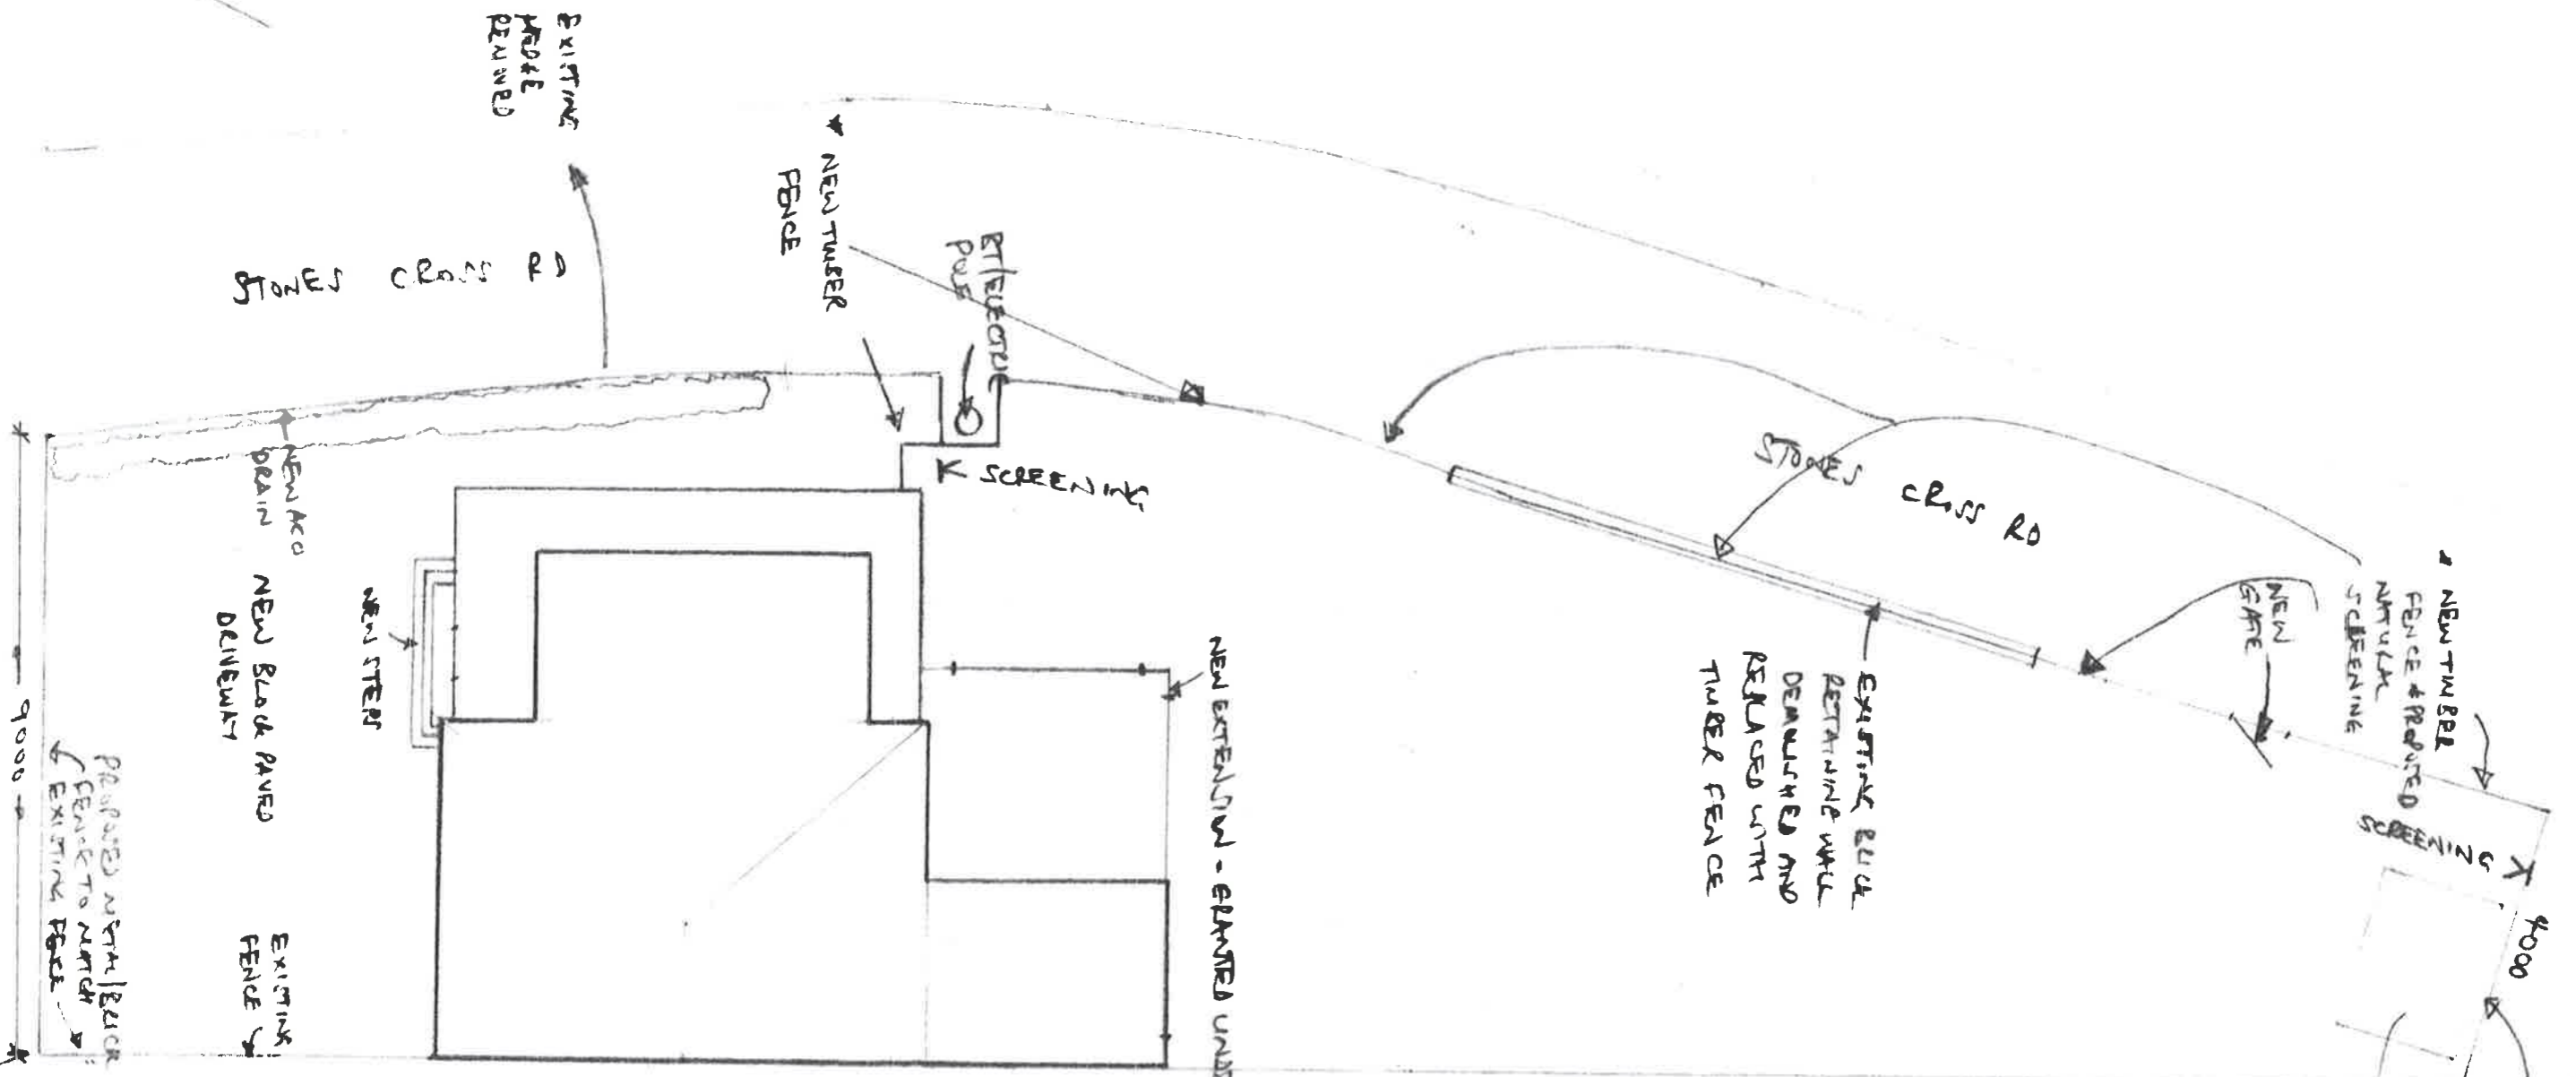 EXISTING
HEDGE
REMOVED
STONES CROSS RD
NEW TIMBER
FENCE
BT/ELECTRIC
POLE
SCREENING
STONES CROSS RD
NEW TIMBER
FENCE & PROPOSED
NATURAL
SCREENING
NEW
GATE
SCREENING
9000
EXISTING BRICK
RETAINING WALL
DEMOLISHED AND
REPLACED WITH
TIMBER FENCE
NEW EXTENSION - GRANTED UND
NEW STEPS
NEW ACO
DRAIN
NEW BLOCK PAVED
DRIVEWAY
PROPOSED METAL/BRICK
FENCE TO MATCH
EXISTING FENCE
EXISTING
FENCE
9000